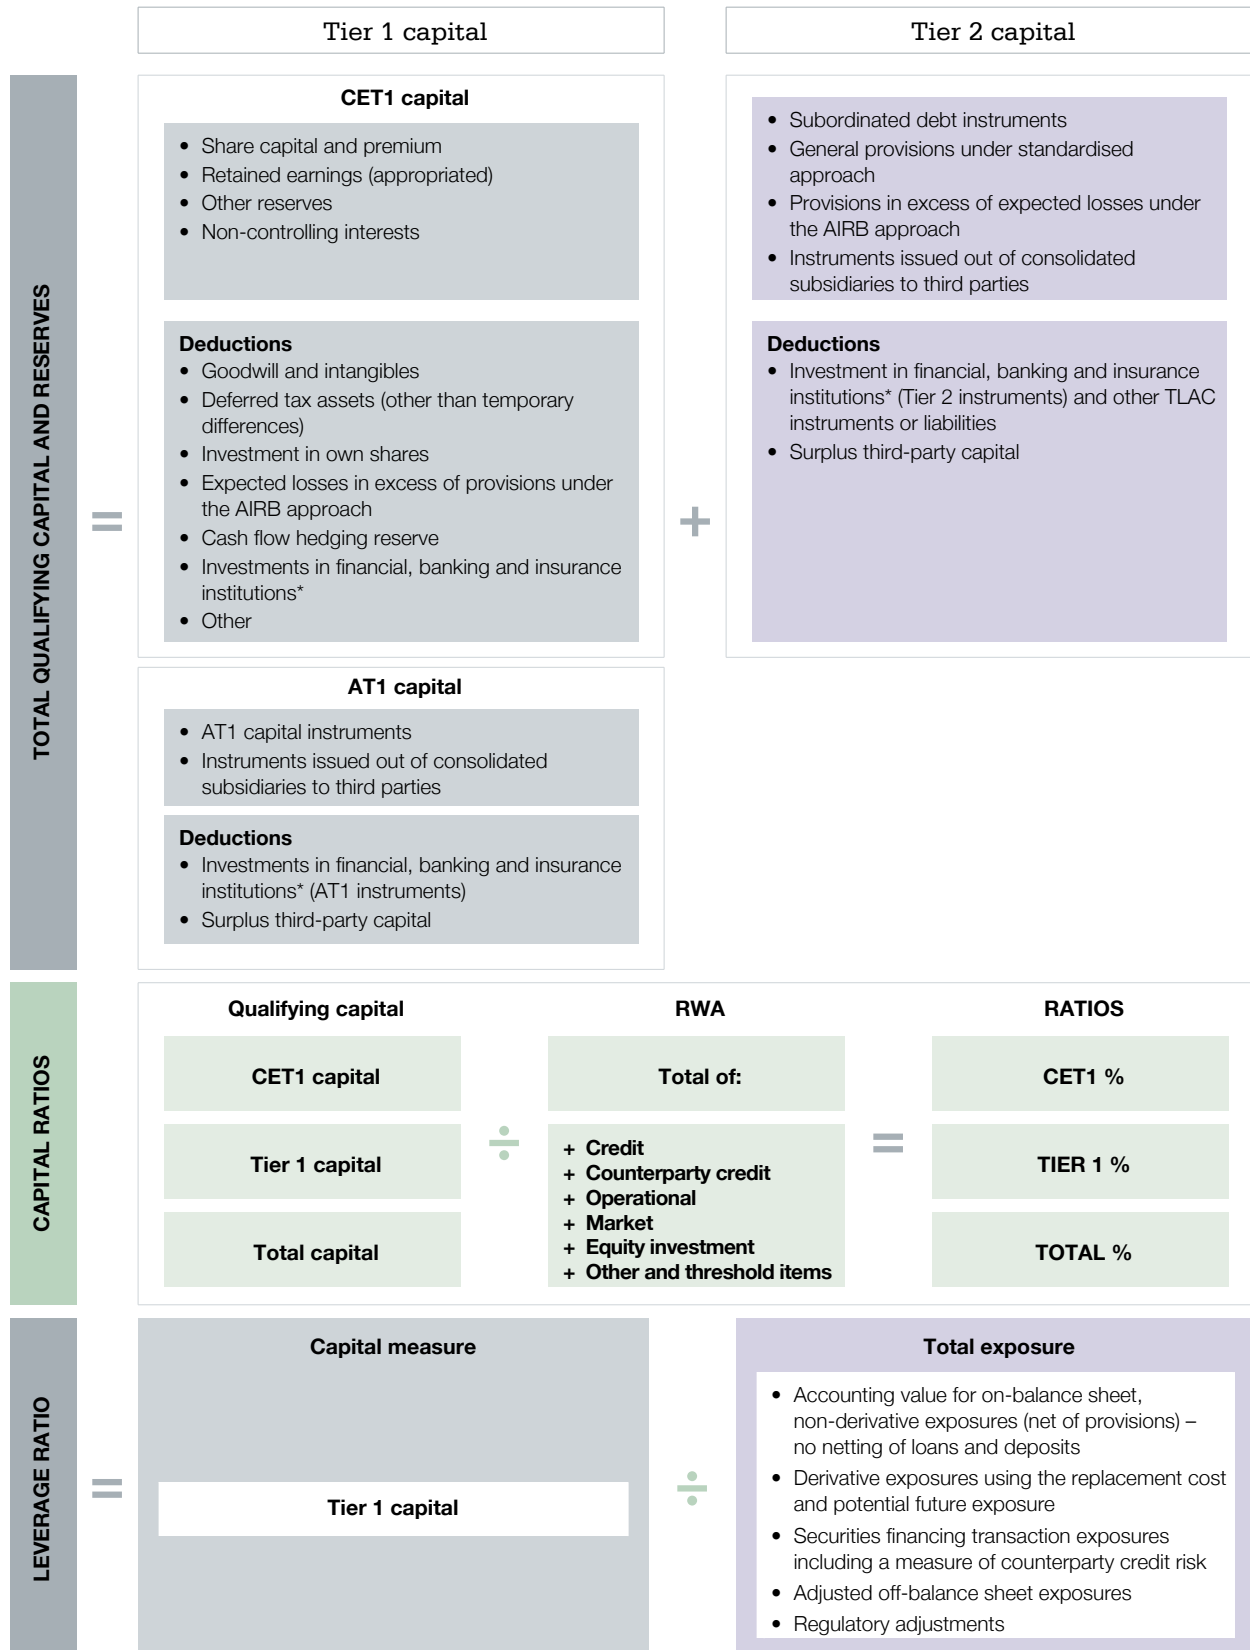 Tier 1 capital
Tier 2 capital
TOTAL QUALIFYING CAPITAL AND RESERVES
=
CET1 capital
• Share capital and premium
• Retained earnings (appropriated)
• Other reserves
• Non-controlling interests
Deductions
• Goodwill and intangibles
• Deferred tax assets (other than temporary
differences)
• Investment in own shares
• Expected losses in excess of provisions under
the AIRB approach
• Cash flow hedging reserve
• Investments in financial, banking and insurance
institutions*
• Other
AT1 capital
• AT1 capital instruments
• Instruments issued out of consolidated
subsidiaries to third parties
Deductions
• Investments in financial, banking and insurance
institutions* (AT1 instruments)
• Surplus third-party capital
+
• Subordinated debt instruments
• General provisions under standardised
approach
• Provisions in excess of expected losses under
the AIRB approach
• Instruments issued out of consolidated
subsidiaries to third parties
Deductions
• Investment in financial, banking and insurance
institutions* (Tier 2 instruments) and other TLAC
instruments or liabilities
• Surplus third-party capital
CAPITAL RATIOS
Qualifying capital
CET1 capital
Tier 1 capital
Total capital
÷
RWA
Total of:
+ Credit
+ Counterparty credit
+ Operational
+ Market
+ Equity investment
+ Other and threshold items
=
RATIOS
CET1 %
TIER 1 %
TOTAL %
LEVERAGE RATIO
=
Capital measure
Tier 1 capital
÷
Total exposure
• Accounting value for on-balance sheet,
non-derivative exposures (net of provisions) –
no netting of loans and deposits
• Derivative exposures using the replacement cost
and potential future exposure
• Securities financing transaction exposures
including a measure of counterparty credit risk
• Adjusted off-balance sheet exposures
• Regulatory adjustments